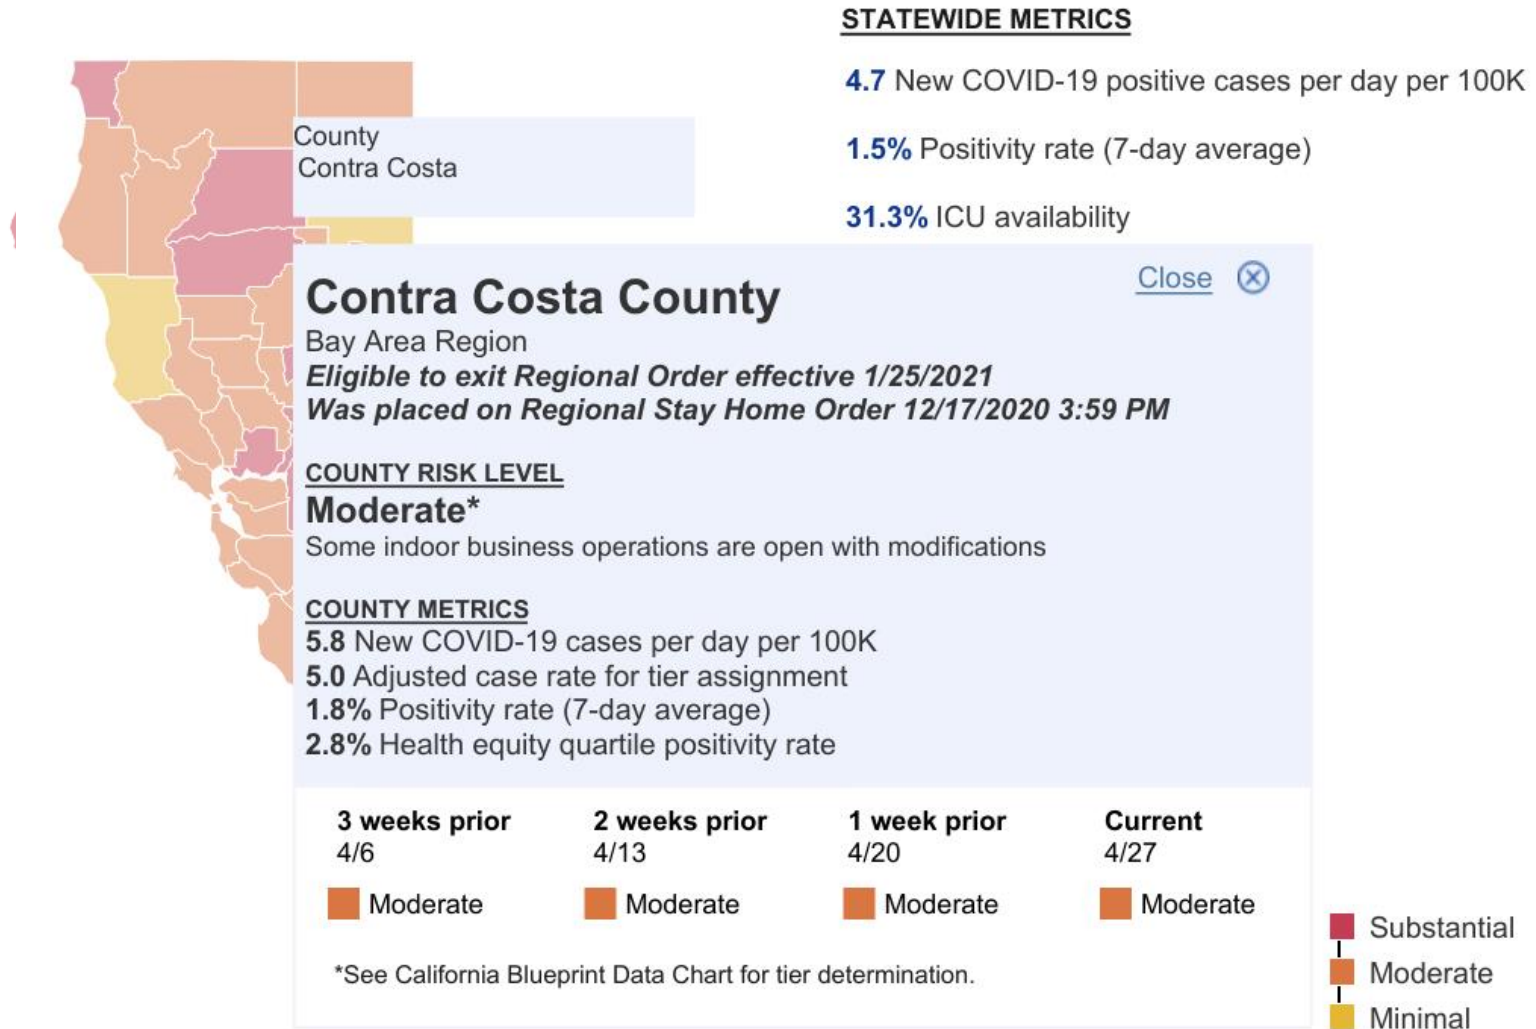 STATEWIDE METRICS
4.7 New COVID-19 positive cases per day per 100K
1.5% Positivity rate (7-day average)
31.3% ICU availability
County
Contra Costa
Close
Contra Costa County
Bay Area Region
Eligible to exit Regional Order effective 1/25/2021
Was placed on Regional Stay Home Order 12/17/2020 3:59 PM
COUNTY RISK LEVEL
Moderate*
Some indoor business operations are open with modifications
COUNTY METRICS
5.8 New COVID-19 cases per day per 100K
5.0 Adjusted case rate for tier assignment
1.8% Positivity rate (7-day average)
2.8% Health equity quartile positivity rate
3 weeks prior 2 weeks prior 1 week prior Current
4/6 4/13 4/20 4/27
Moderate Moderate Moderate Moderate
*See California Blueprint Data Chart for tier determination.
Substantial
Moderate
Minimal